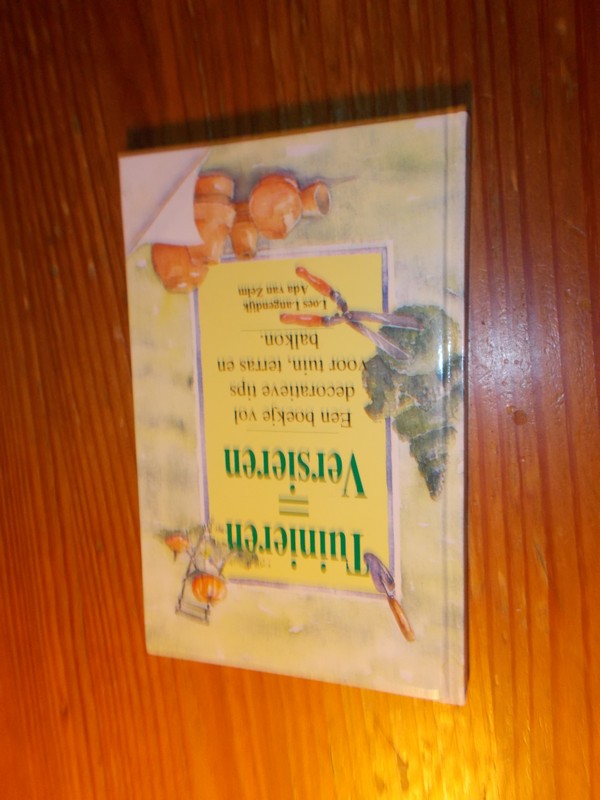 Tuinieren
=
Versieren
Een boekje vol
decoratieve tips
voor tuin, terras en
balkon.
Loes Langendijk
Ada van Zelm